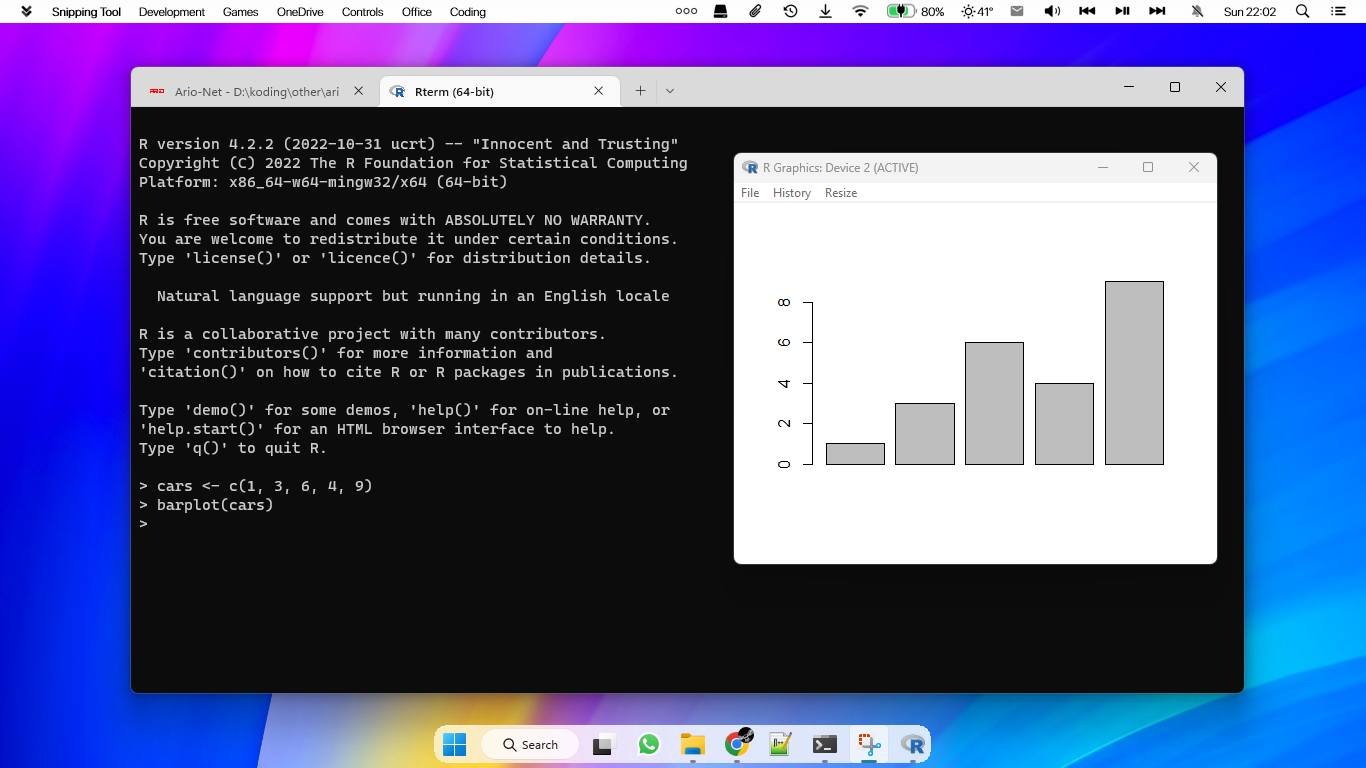 Snipping Tool Development Games OneDrive Controls Office Coding 80% 41° Sun 22:02
Ario-Net - D:\koding\other\ari Rterm (64-bit)
R version 4.2.2 (2022-10-31 ucrt) -- "Innocent and Trusting"
Copyright (C) 2022 The R Foundation for Statistical Computing
Platform: x86_64-w64-mingw32/x64 (64-bit)
R is free software and comes with ABSOLUTELY NO WARRANTY.
You are welcome to redistribute it under certain conditions.
Type 'license()' or 'licence()' for distribution details.
Natural language support but running in an English locale
R is a collaborative project with many contributors.
Type 'contributors()' for more information and
'citation()' on how to cite R or R packages in publications.
Type 'demo()' for some demos, 'help()' for on-line help, or
'help.start()' for an HTML browser interface to help.
Type 'q()' to quit R.
> cars <- c(1, 3, 6, 4, 9)
> barplot(cars)
>
R Graphics: Device 2 (ACTIVE)
File History Resize
8
6
4
2
0
Search